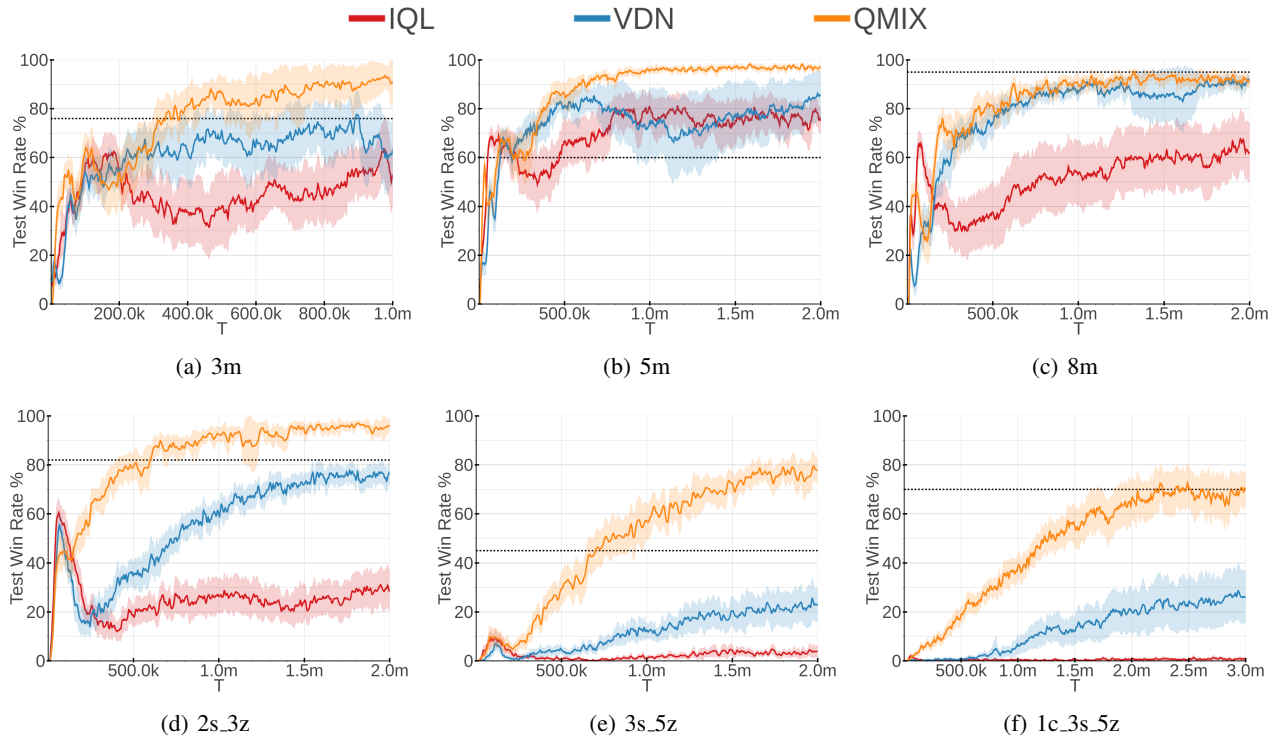 IQL VDN QMIX
Test Win Rate %
100
80
60
40
20
0
200.0k 400.0k 600.0k 800.0k 1.0m
T
(a) 3m
Test Win Rate %
100
80
60
40
20
0
500.0k 1.0m 1.5m 2.0m
T
(b) 5m
Test Win Rate %
100
80
60
40
20
0
500.0k 1.0m 1.5m 2.0m
T
(c) 8m
Test Win Rate %
100
80
60
40
20
0
500.0k 1.0m 1.5m 2.0m
T
(d) 2s_3z
Test Win Rate %
100
80
60
40
20
0
500.0k 1.0m 1.5m 2.0m
T
(e) 3s_5z
Test Win Rate %
100
80
60
40
20
0
500.0k 1.0m 1.5m 2.0m 2.5m 3.0m
T
(f) 1c_3s_5z